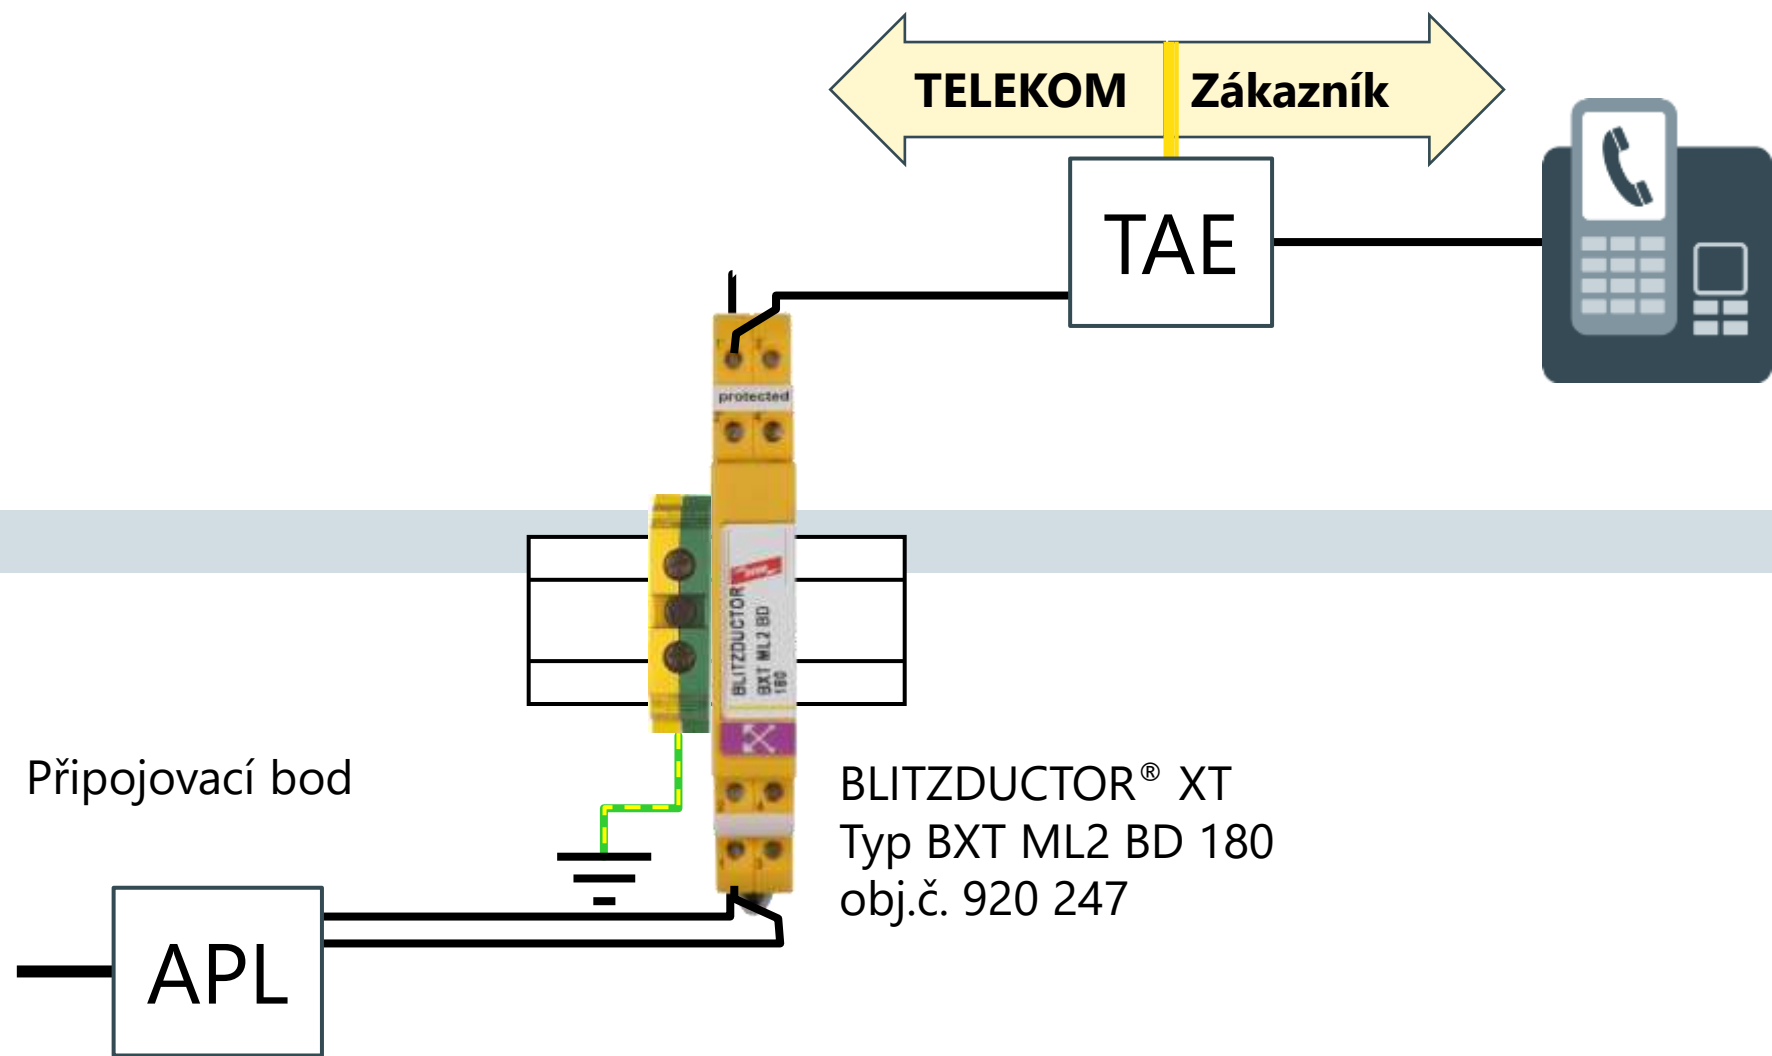 TELEKOM Zákazník
TAE
protected
BLITZDUCTOR
BXT ML2 BD
180
Připojovací bod
BLITZDUCTOR® XT
Typ BXT ML2 BD 180
obj.č. 920 247
APL